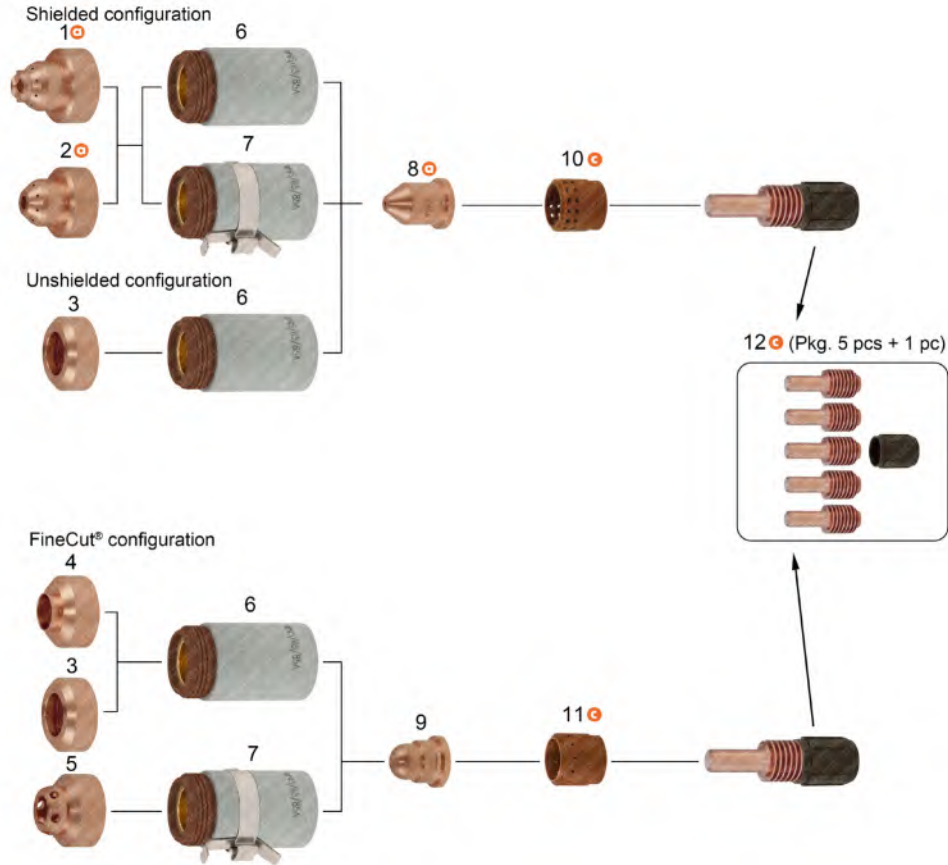 Shielded configuration
1
6
2
7
8
10 C
Unshielded configuration
3
6
12 C (Pkg. 5 pcs + 1 pc)
FineCut® configuration
4
6
3
9
11 C
5
7